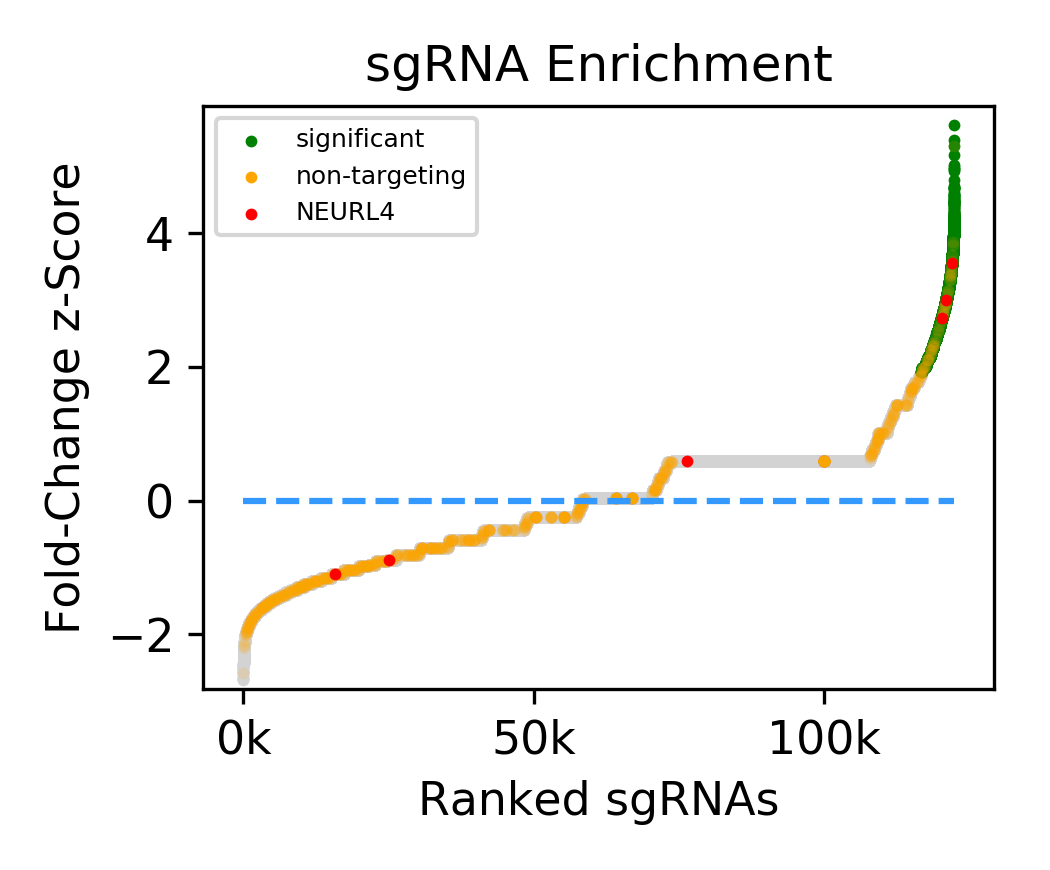 sgRNA Enrichment
significant
non-targeting
NEURL4
Fold-Change z-Score
4
2
0
−2
0k 50k 100k
Ranked sgRNAs